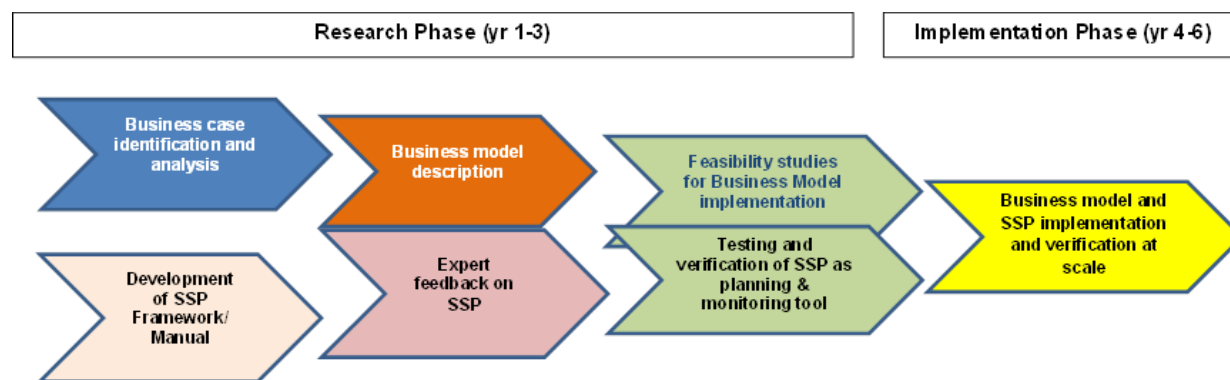 Research Phase (yr 1-3)
Implementation Phase (yr 4-6)
Business case
identification and
analysis
Business model
description
Feasibility studies
for Business Model
implementation
Business model and
SSP implementation
and verification at
scale
Development
of SSP
Framework/
Manual
Expert
feedback on
SSP
Testing and
verification of SSP as
planning &
monitoring tool